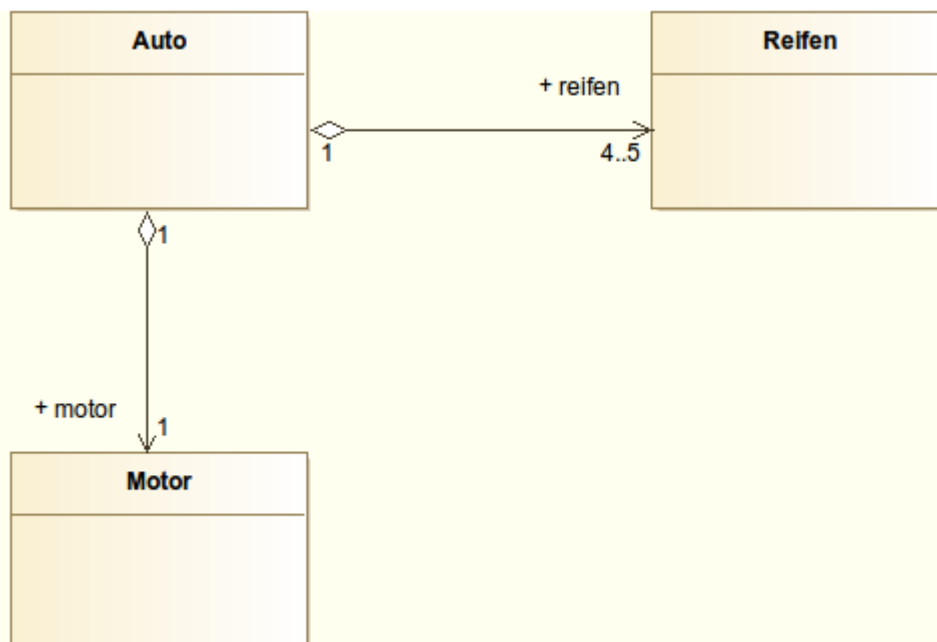 Auto
Reifen
+ reifen
1
4..5
1
+ motor
1
Motor